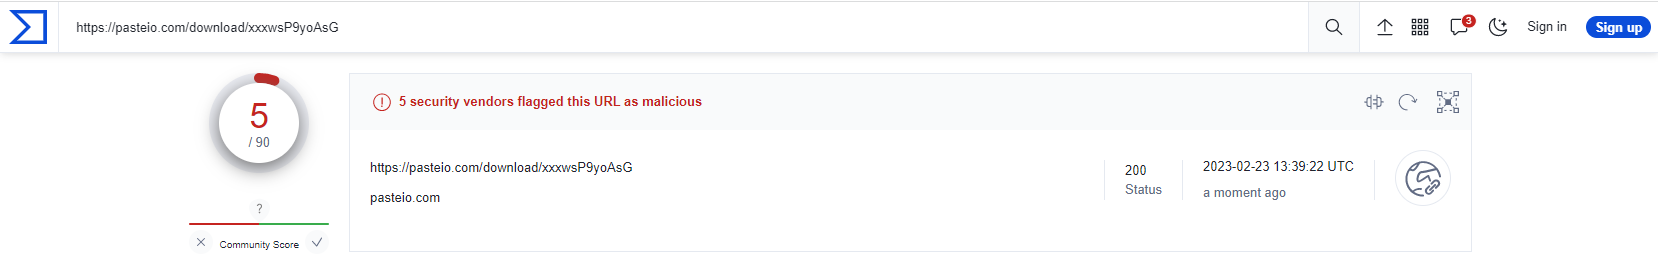 https://pasteio.com/download/xxxwsP9yoAsG
3
Sign in
Sign up
5
/ 90
?
Community Score
5 security vendors flagged this URL as malicious
https://pasteio.com/download/xxxwsP9yoAsG
pasteio.com
200
Status
2023-02-23 13:39:22 UTC
a moment ago